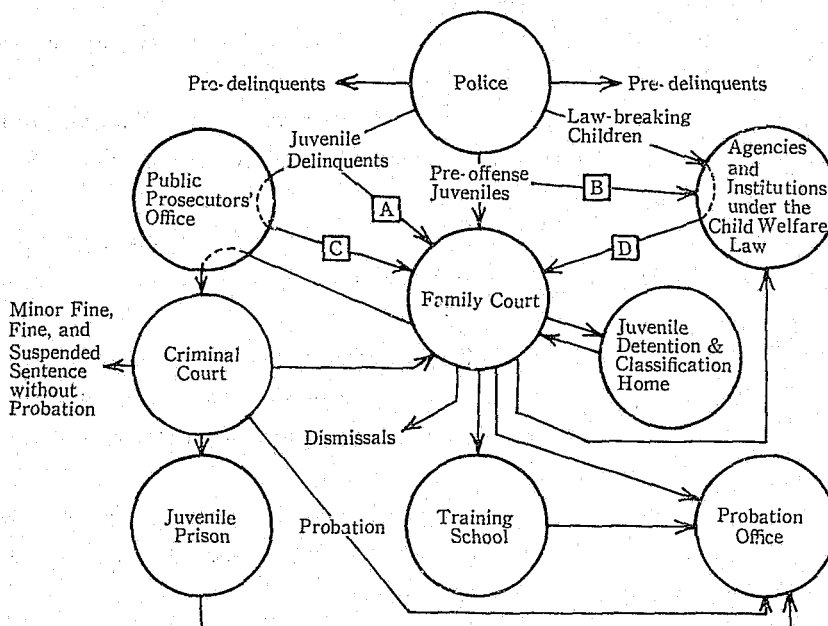 Pre-delinquents
Police
Pre-delinquents
Law-breaking
Children
Juvenile
Delinquents
Pre-offense
Juveniles
Agencies
and
Institutions
under the
Child Welfare
Law
Public
Prosecutors'
Office
A
B
C
D
Family Court
Minor Fine,
Fine, and
Suspended
Sentence
without
Probation
Criminal
Court
Juvenile
Detention &
Classification
Home
Dismissals
Juvenile
Prison
Probation
Training
School
Probation
Office